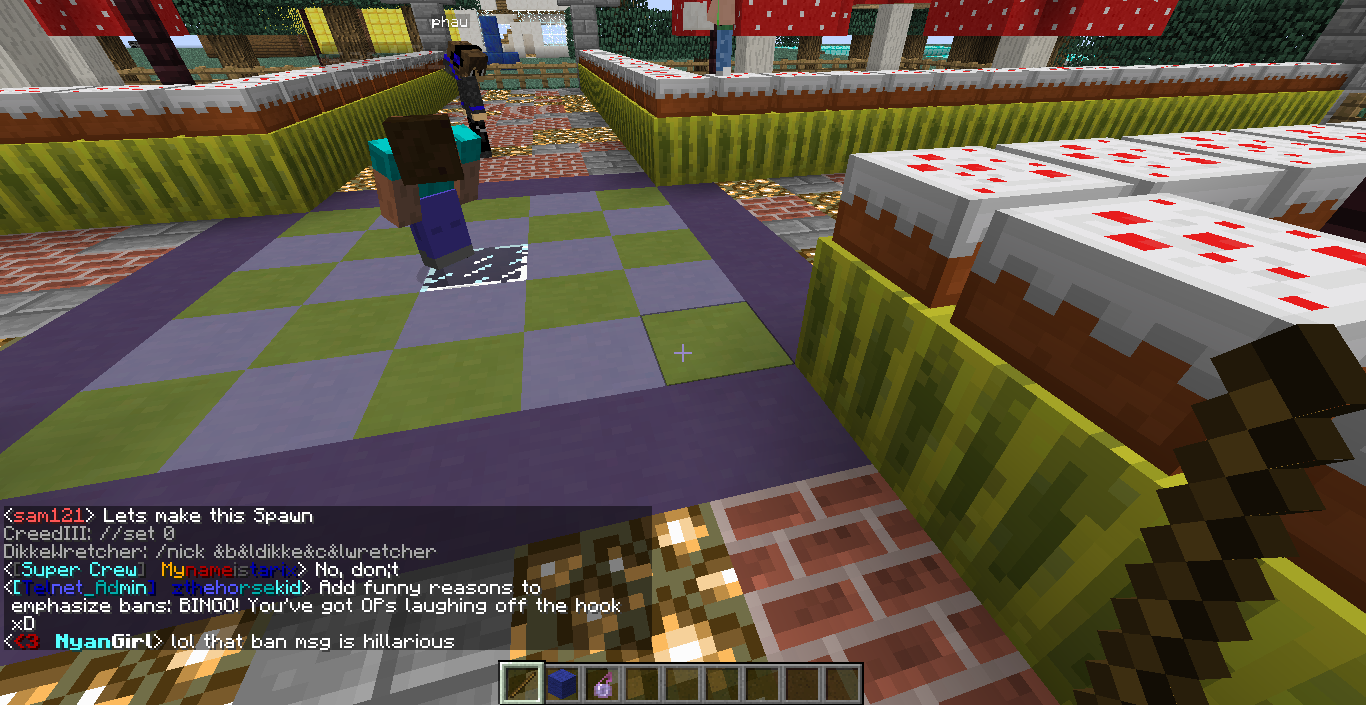 phau
<sam121> Lets make this Spawn
CreedIII: //set 0
DikkeWretcher: /nick &b&ldikke&c&lwretcher
<[Super Crew] Mynameistarix> No, don;t
<[Telnet_Admin] zthehorsekid> Add funny reasons to
emphasize bans: BINGO! You've got OPs laughing off the hook
xD
<<3 NyanGirl> lol that ban msg is hillarious